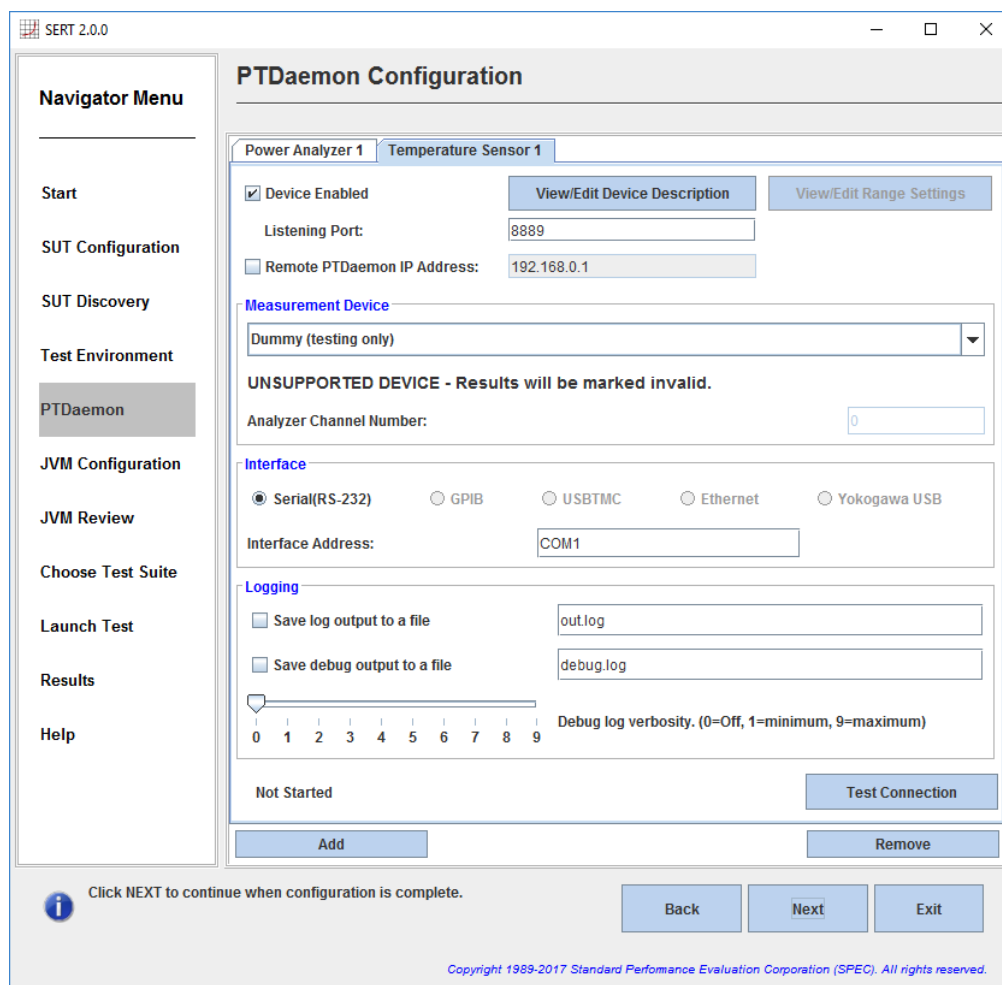 SERT 2.0.0
Navigator Menu
Start
SUT Configuration
SUT Discovery
Test Environment
PTDaemon
JVM Configuration
JVM Review
Choose Test Suite
Launch Test
Results
Help
PTDaemon Configuration
Power Analyzer 1 Temperature Sensor 1
Device Enabled View/Edit Device Description View/Edit Range Settings
Listening Port: 8889
Remote PTDaemon IP Address: 192.168.0.1
Measurement Device
Dummy (testing only)
UNSUPPORTED DEVICE - Results will be marked invalid.
Analyzer Channel Number: 0
Interface
Serial(RS-232) GPIB USBTMC Ethernet Yokogawa USB
Interface Address: COM1
Logging
Save log output to a file out.log
Save debug output to a file debug.log
0 1 2 3 4 5 6 7 8 9 Debug log verbosity. (0=Off, 1=minimum, 9=maximum)
Not Started Test Connection
Add Remove
Click NEXT to continue when configuration is complete.
Back Next Exit
Copyright 1989-2017 Standard Performance Evaluation Corporation (SPEC). All rights reserved.